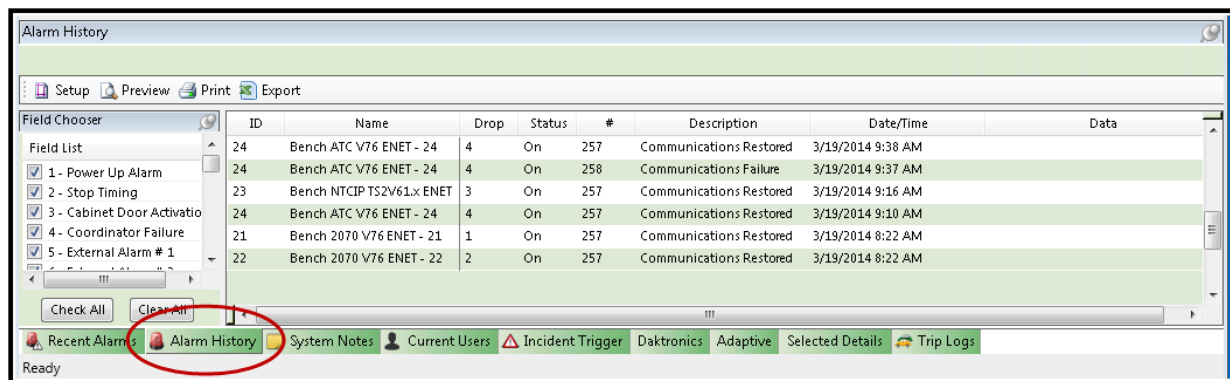 Alarm History
Setup Preview Print Export
Field Chooser
Field List
1 - Power Up Alarm
2 - Stop Timing
3 - Cabinet Door Activatio
4 - Coordinator Failure
5 - External Alarm # 1
Check All Clear All
ID Name Drop Status # Description Date/Time Data
24 Bench ATC V76 ENET - 24 4 On 257 Communications Restored 3/19/2014 9:38 AM
24 Bench ATC V76 ENET - 24 4 On 258 Communications Failure 3/19/2014 9:37 AM
23 Bench NTCIP TS2V61.x ENET 3 On 257 Communications Restored 3/19/2014 9:16 AM
24 Bench ATC V76 ENET - 24 4 On 257 Communications Restored 3/19/2014 9:10 AM
21 Bench 2070 V76 ENET - 21 1 On 257 Communications Restored 3/19/2014 8:22 AM
22 Bench 2070 V76 ENET - 22 2 On 257 Communications Restored 3/19/2014 8:22 AM
Recent Alarms Alarm History System Notes Current Users Incident Trigger Daktronics Adaptive Selected Details Trip Logs
Ready